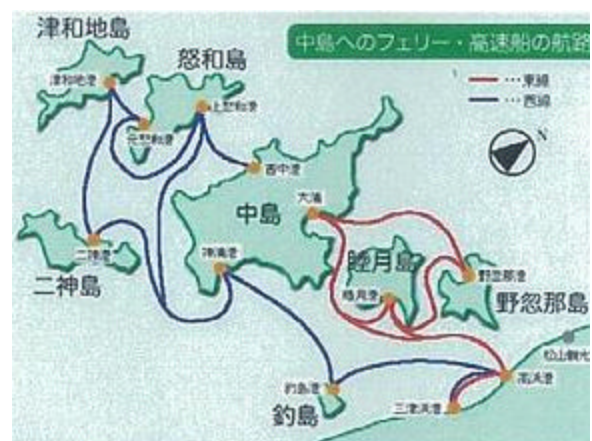 中島へのフェリー・高速船の航路
津和地島
怒和島
津和地港
上怒和港
元怒和港
…東線
…西線
N
西中港
大浦
中島
神浦港
二神港
二神島
睦月島
睦月港
野忽那港
野忽那島
松山観光
高浜港
釣島港
釣島
三津浜港